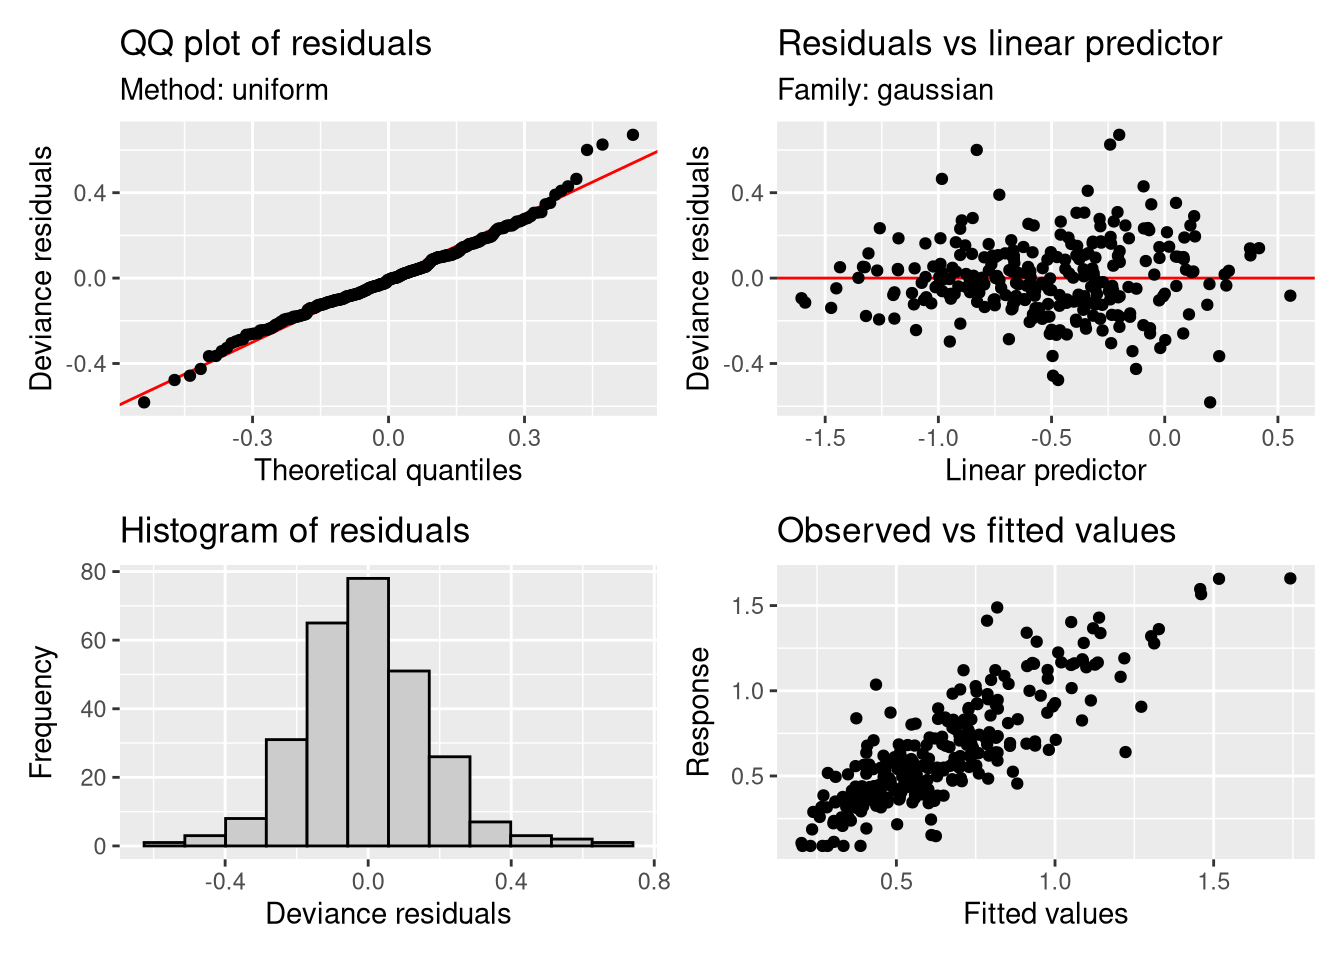 QQ plot of residuals
Method: uniform
Deviance residuals
0.4
0.0
-0.4
-0.3
0.0
0.3
Theoretical quantiles
Residuals vs linear predictor
Family: gaussian
Deviance residuals
0.4
0.0
-0.4
-1.5
-1.0
-0.5
0.0
0.5
Linear predictor
Histogram of residuals
Frequency
80
60
40
20
0
-0.4
0.0
0.4
0.8
Deviance residuals
Observed vs fitted values
Response
1.5
1.0
0.5
0.5
1.0
1.5
Fitted values